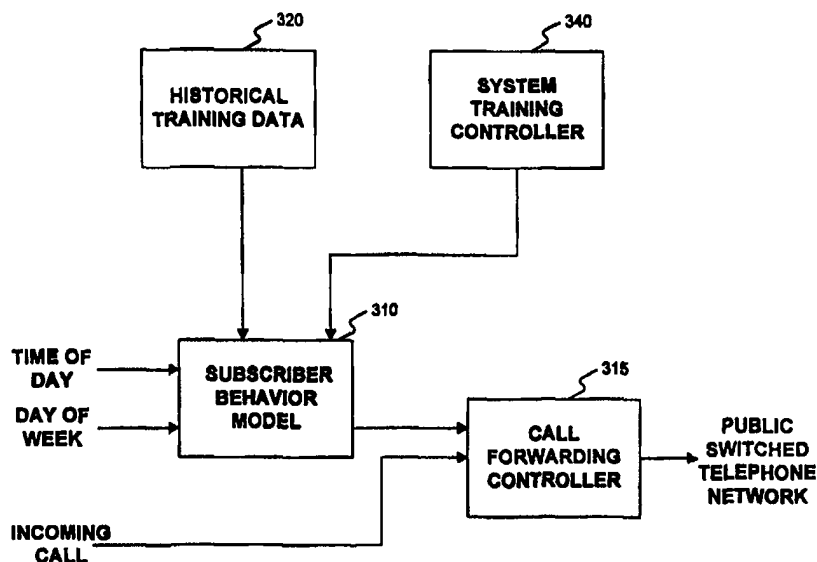 320
HISTORICAL
TRAINING DATA
340
SYSTEM
TRAINING
CONTROLLER
310
SUBSCRIBER
BEHAVIOR
MODEL
TIME OF
DAY
DAY OF
WEEK
315
CALL
FORWARDING
CONTROLLER
PUBLIC
SWITCHED
TELEPHONE
NETWORK
INCOMING
CALL